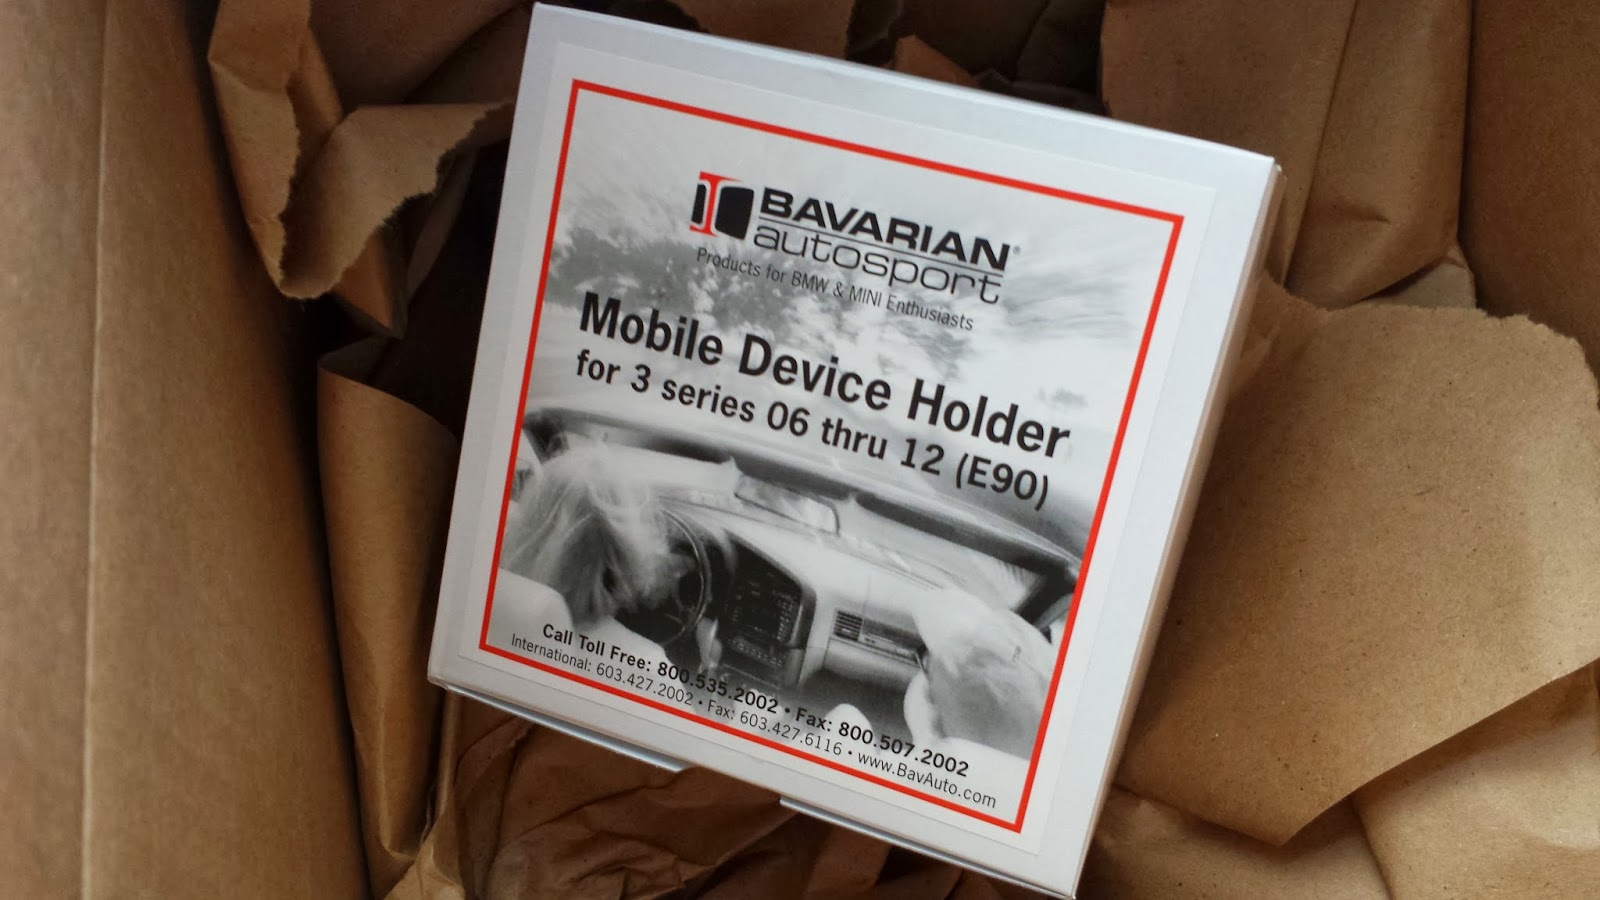 BAVARIAN®
autosport
Products for BMW & MINI Enthusiasts
Mobile Device Holder
for 3 series 06 thru 12 (E90)
Call Toll Free: 800.535.2002 • Fax: 800.507.2002
International: 603.427.2002 • Fax: 603.427.6116 • www.BavAuto.com